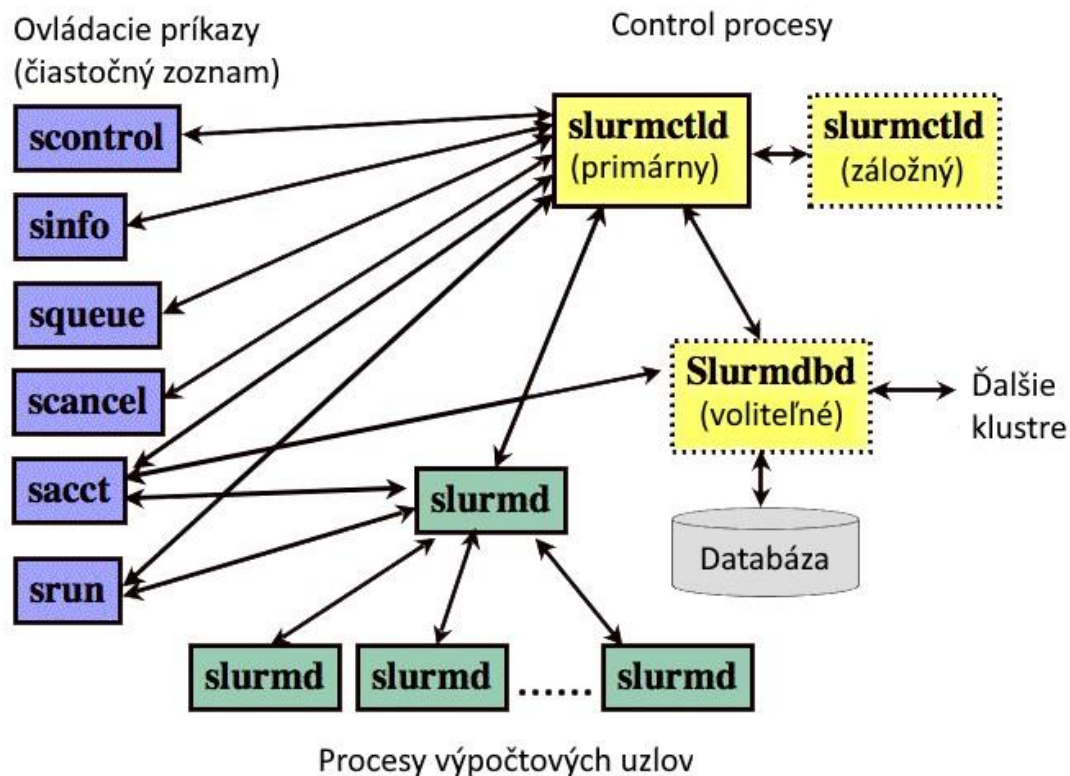 Ovládacie príkazy
(čiastočný zoznam)
Control procesy
scontrol
sinfo
squeue
scancel
sacct
srun
slurmctld
(primárny)
slurmctld
(záložný)
Slurmdbd
(voliteľné)
Ďalšie
klustre
Databáza
slurmd
slurmd
slurmd
......
slurmd
Procesy výpočtových uzlov